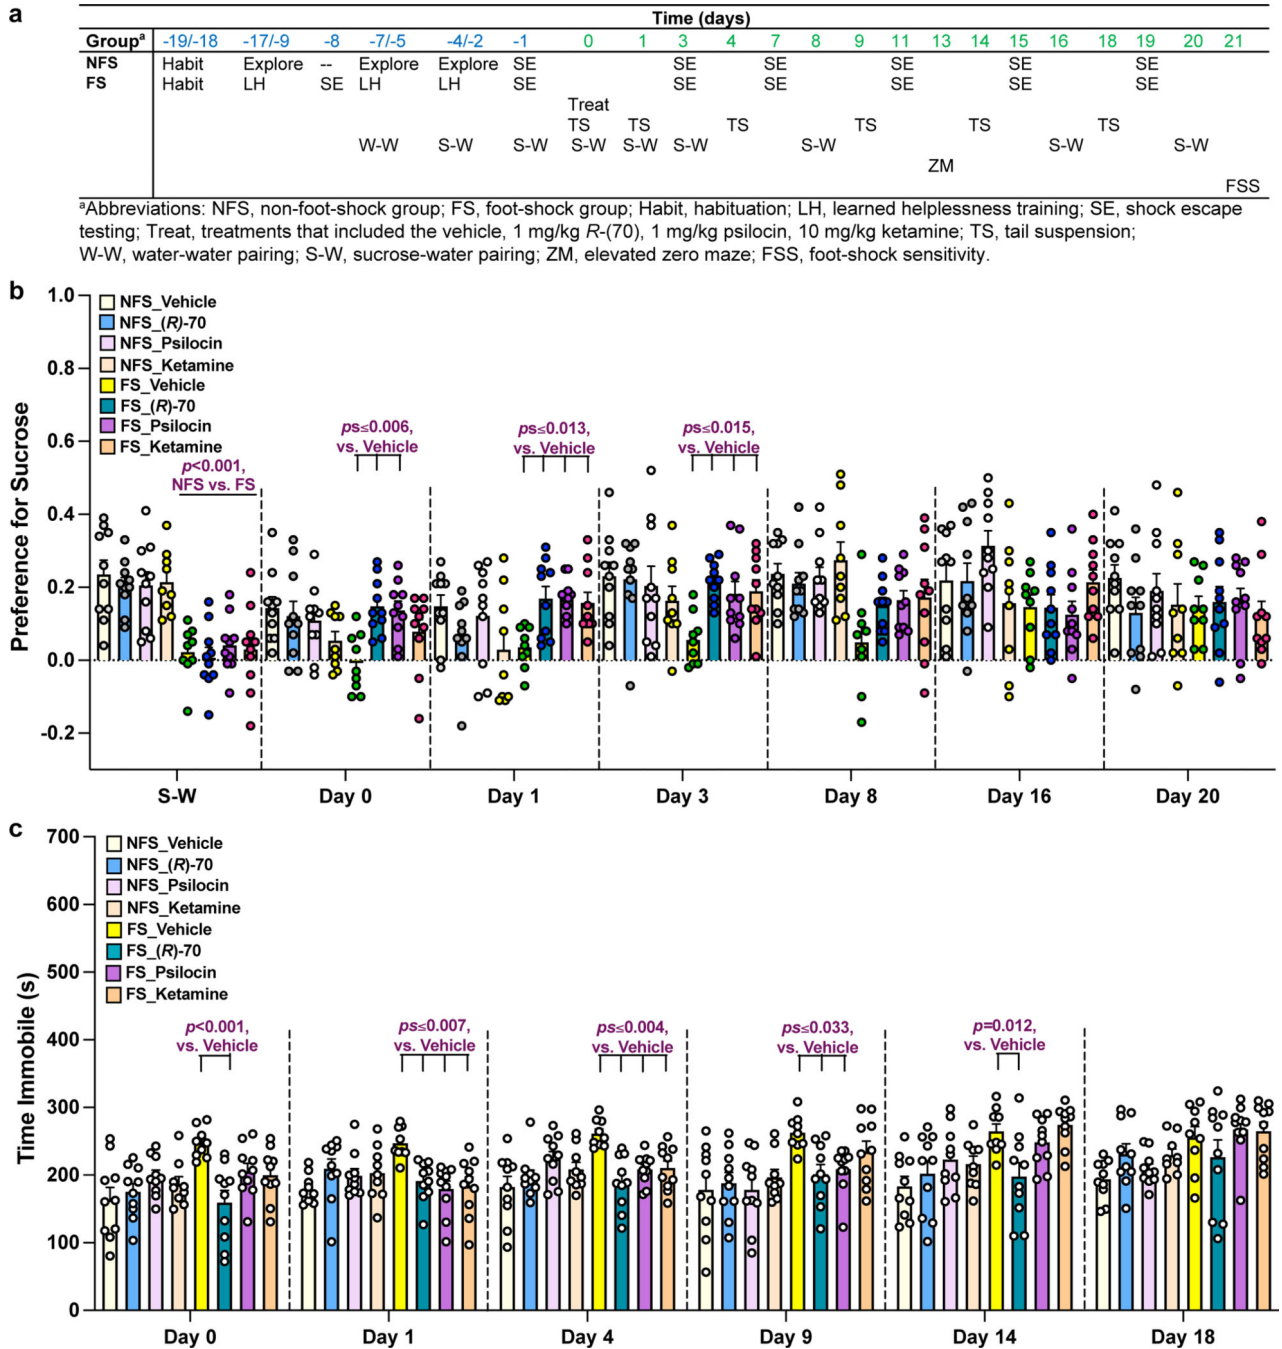 a
Time (days)
Groupᵃ -19/-18 -17/-9 -8 -7/-5 -4/-2 -1 0 1 3 4 7 8 9 11 13 14 15 16 18 19 20 21
NFS Habit Explore -- Explore Explore SE SE SE SE SE SE
FS Habit LH SE LH LH SE SE SE SE SE SE
Treat
TS TS TS TS TS TS
W-W S-W S-W S-W S-W S-W S-W S-W S-W
ZM
FSS
ᵃAbbreviations: NFS, non-foot-shock group; FS, foot-shock group; Habit, habituation; LH, learned helplessness training; SE, shock escape
testing; Treat, treatments that included the vehicle, 1 mg/kg R-(70), 1 mg/kg psilocin, 10 mg/kg ketamine; TS, tail suspension;
W-W, water-water pairing; S-W, sucrose-water pairing; ZM, elevated zero maze; FSS, foot-shock sensitivity.
b
Preference for Sucrose
1.0
0.8
0.6
0.4
0.2
0.0
-0.2
NFS_Vehicle
NFS_(R)-70
NFS_Psilocin
NFS_Ketamine
FS_Vehicle
FS_(R)-70
FS_Psilocin
FS_Ketamine
p<0.001,
NFS vs. FS
ps≤0.006,
vs. Vehicle
ps≤0.013,
vs. Vehicle
ps≤0.015,
vs. Vehicle
S-W Day 0 Day 1 Day 3 Day 8 Day 16 Day 20
c
Time Immobile (s)
700
600
500
400
300
200
100
0
NFS_Vehicle
NFS_(R)-70
NFS_Psilocin
NFS_Ketamine
FS_Vehicle
FS_(R)-70
FS_Psilocin
FS_Ketamine
p<0.001,
vs. Vehicle
ps≤0.007,
vs. Vehicle
ps≤0.004,
vs. Vehicle
ps≤0.033,
vs. Vehicle
p=0.012,
vs. Vehicle
Day 0 Day 1 Day 4 Day 9 Day 14 Day 18